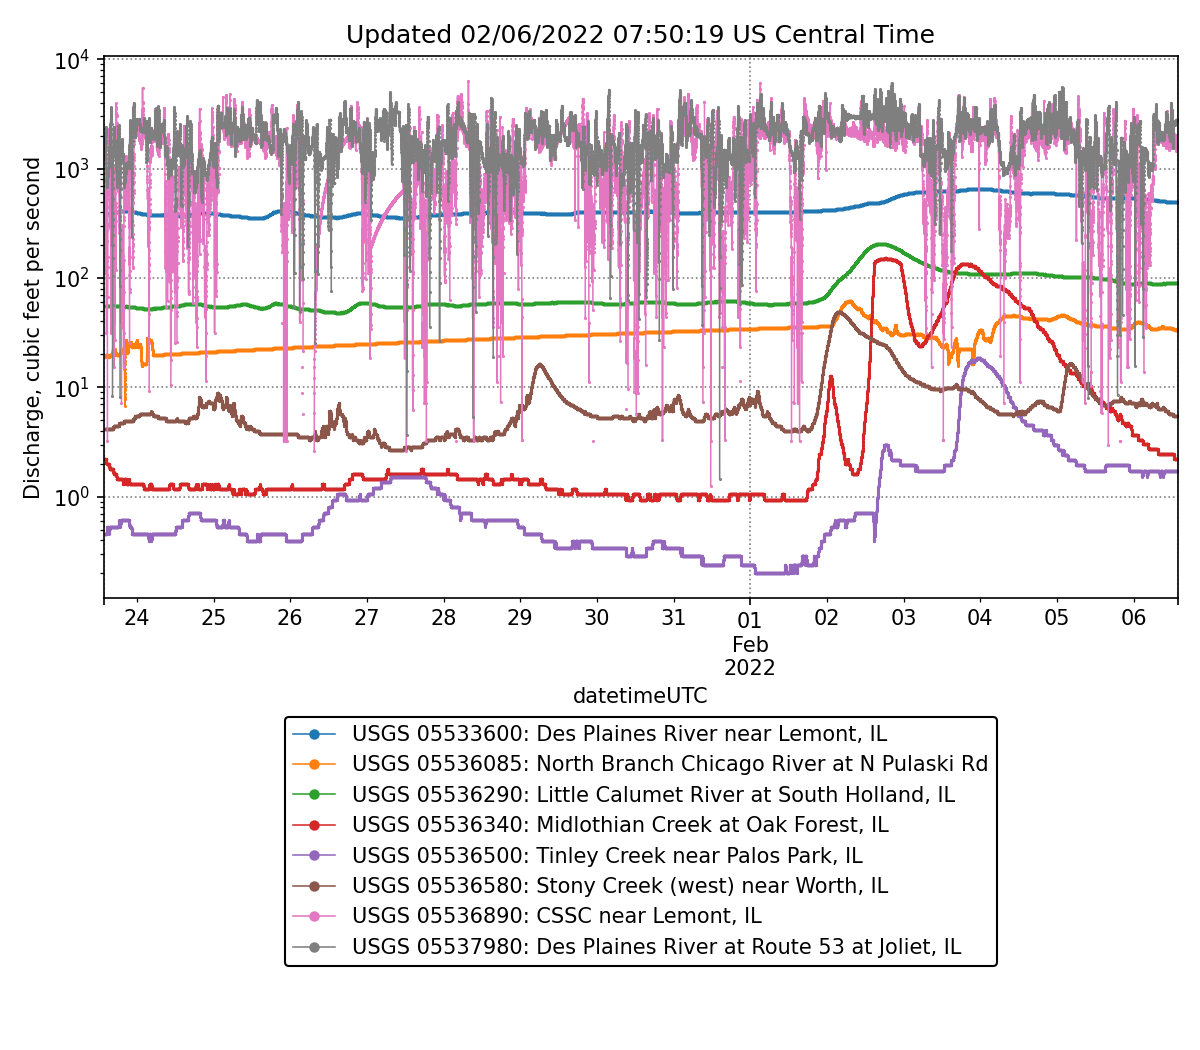 Updated 02/06/2022 07:50:19 US Central Time
Discharge, cubic feet per second
10^4
10^3
10^2
10^1
10^0
24 25 26 27 28 29 30 31 01 02 03 04 05 06
Feb
2022
datetimeUTC
USGS 05533600: Des Plaines River near Lemont, IL
USGS 05536085: North Branch Chicago River at N Pulaski Rd
USGS 05536290: Little Calumet River at South Holland, IL
USGS 05536340: Midlothian Creek at Oak Forest, IL
USGS 05536500: Tinley Creek near Palos Park, IL
USGS 05536580: Stony Creek (west) near Worth, IL
USGS 05536890: CSSC near Lemont, IL
USGS 05537980: Des Plaines River at Route 53 at Joliet, IL